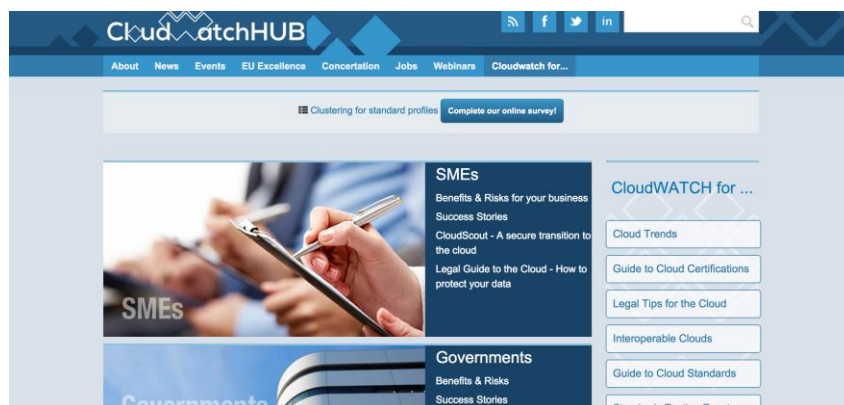 CloudWatchHUB
f
in
About News Events EU Excellence Concertation Jobs Webinars Cloudwatch for...
Clustering for standard profiles Complete our online survey!
SMEs
SMEs
Benefits & Risks for your business
Success Stories
CloudScout - A secure transition to
the cloud
Legal Guide to the Cloud - How to
protect your data
Governments
Governments
Benefits & Risks
Success Stories
CloudWATCH for ...
Cloud Trends
Guide to Cloud Certifications
Legal Tips for the Cloud
Interoperable Clouds
Guide to Cloud Standards